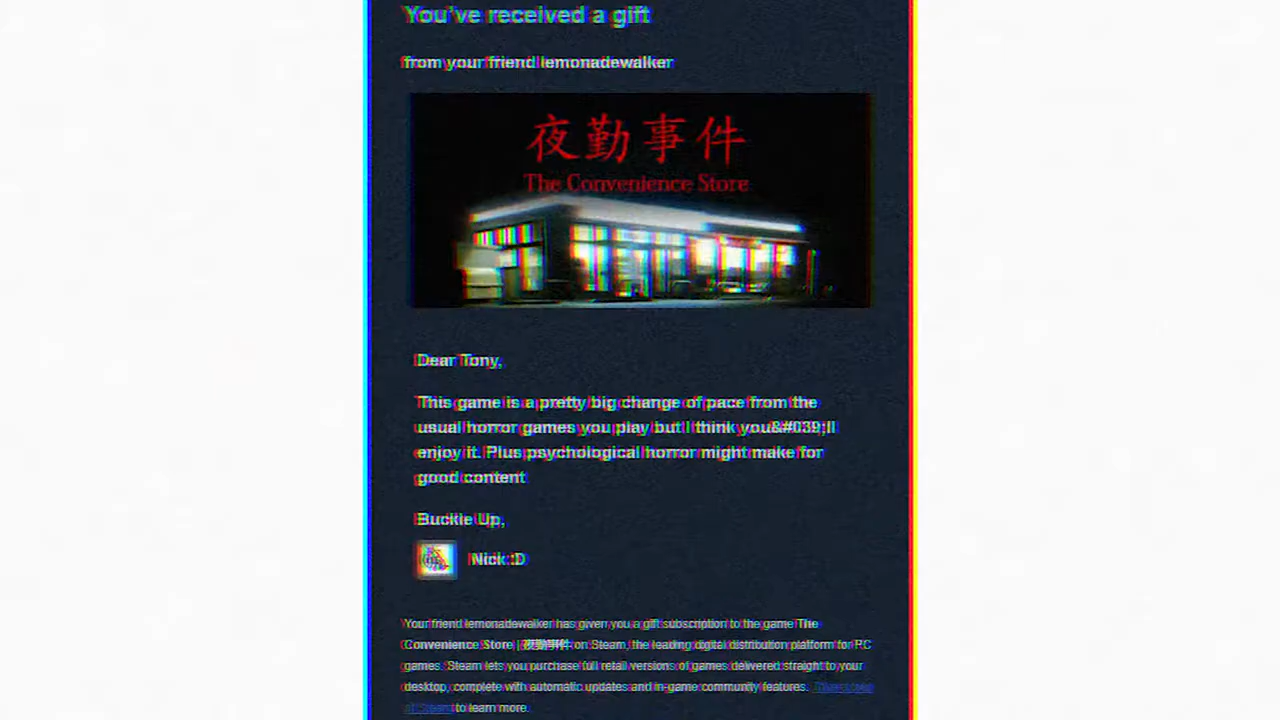 You've received a gift
from your friend lemonadewalker
夜勤事件
The Convenience Store
Dear Tony,
This game is a pretty big change of pace from the
usual horror games you play but I think you&#039;ll
enjoy it. Plus psychological horror might make for
good content
Buckle Up,
Nick :D
Your friend lemonadewalker has given you a gift subscription to the game The
Convenience Store | 夜勤事件 on Steam, the leading digital distribution platform for PC
games. Steam lets you purchase full retail versions of games delivered straight to your
desktop, complete with automatic updates and in-game community features.
of Steam to learn more.